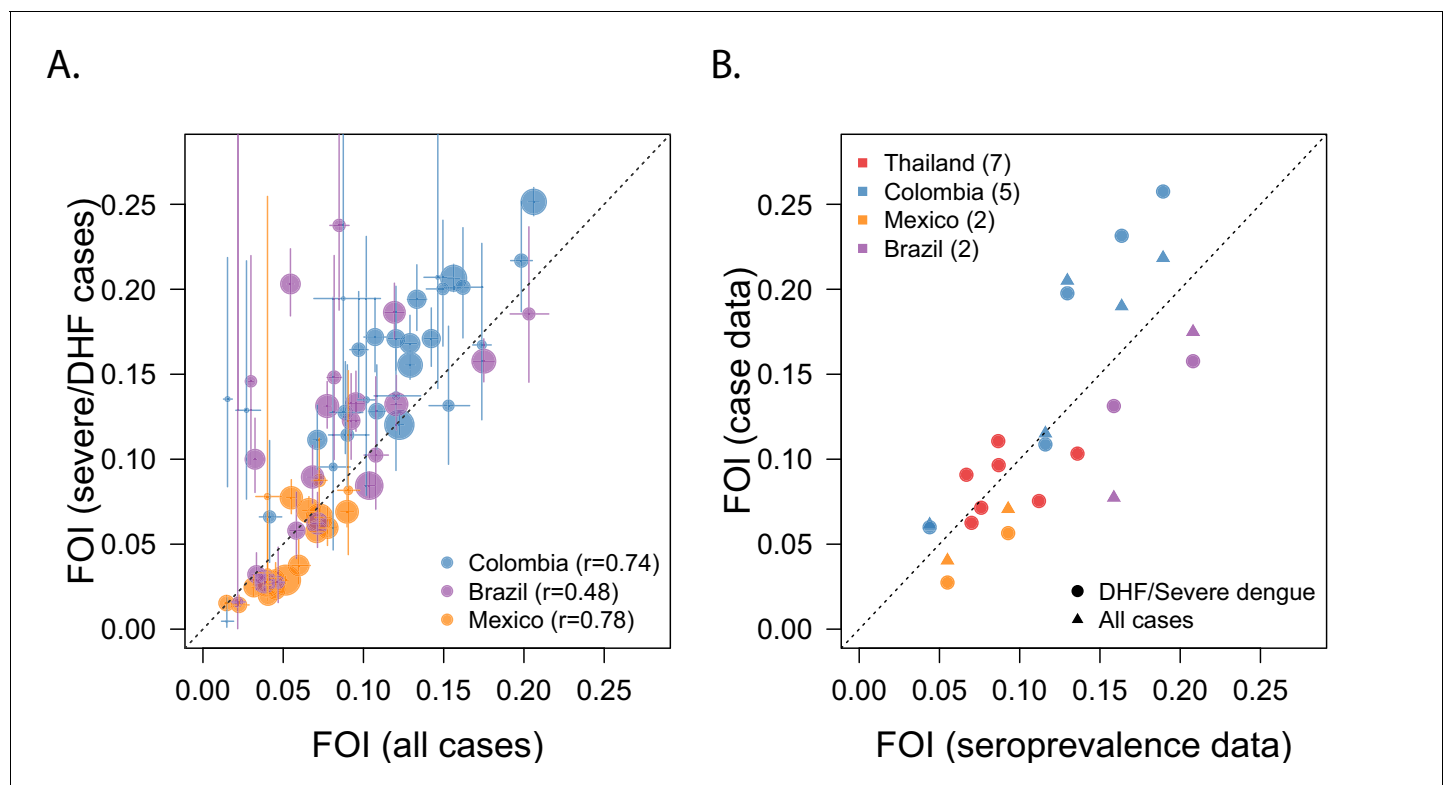 A.
FOI (severe/DHF cases)
0.25
0.20
0.15
0.10
0.05
0.00
Colombia (r=0.74)
Brazil (r=0.48)
Mexico (r=0.78)
0.00 0.05 0.10 0.15 0.20 0.25
FOI (all cases)
B.
FOI (case data)
0.25
0.20
0.15
0.10
0.05
0.00
Thailand (7)
Colombia (5)
Mexico (2)
Brazil (2)
DHF/Severe dengue
All cases
0.00 0.05 0.10 0.15 0.20 0.25
FOI (seroprevalence data)